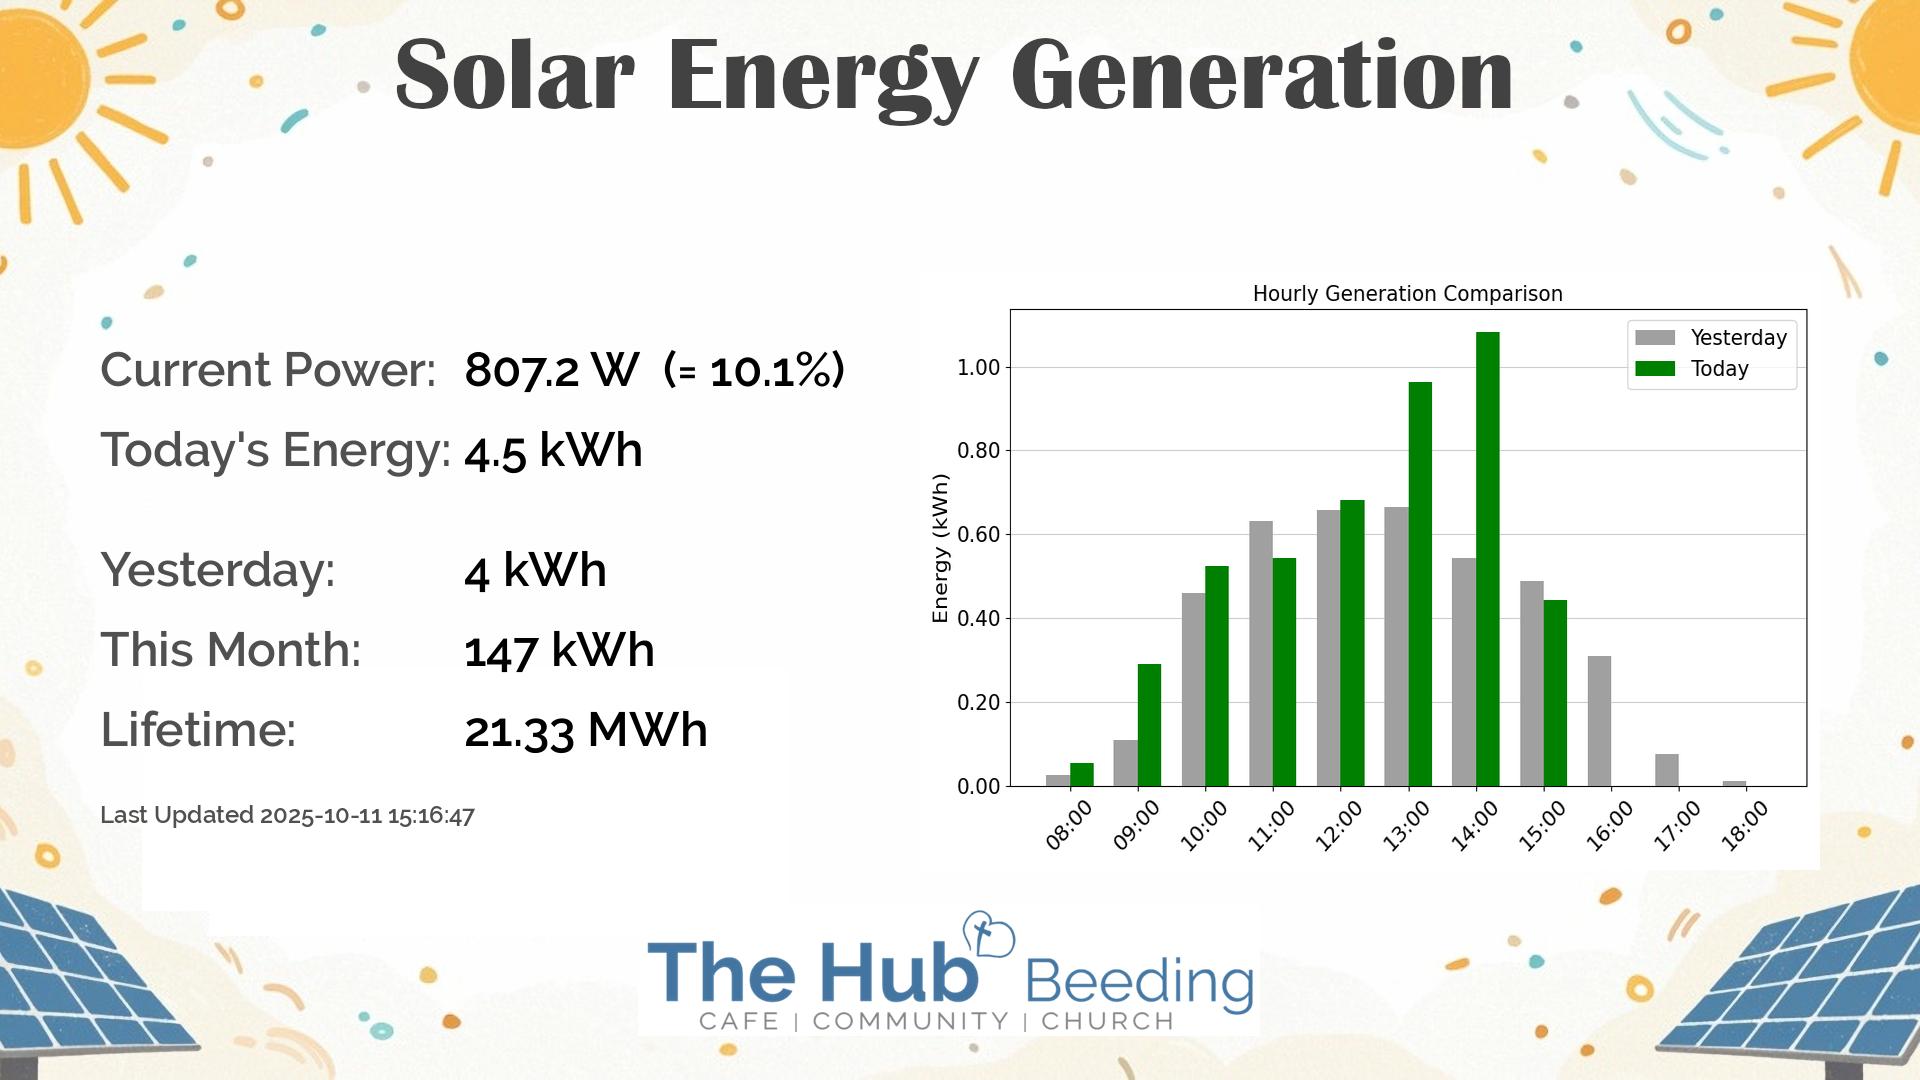 Solar Energy Generation
Current Power: 807.2 W (= 10.1%)
Today's Energy: 4.5 kWh
Yesterday: 4 kWh
This Month: 147 kWh
Lifetime: 21.33 MWh
Last Updated 2025-10-11 15:16:47
Hourly Generation Comparison
Yesterday
Today
Energy (kWh)
1.00
0.80
0.60
0.40
0.20
0.00
08:00 09:00 10:00 11:00 12:00 13:00 14:00 15:00 16:00 17:00 18:00
The Hub Beeding
CAFE | COMMUNITY | CHURCH